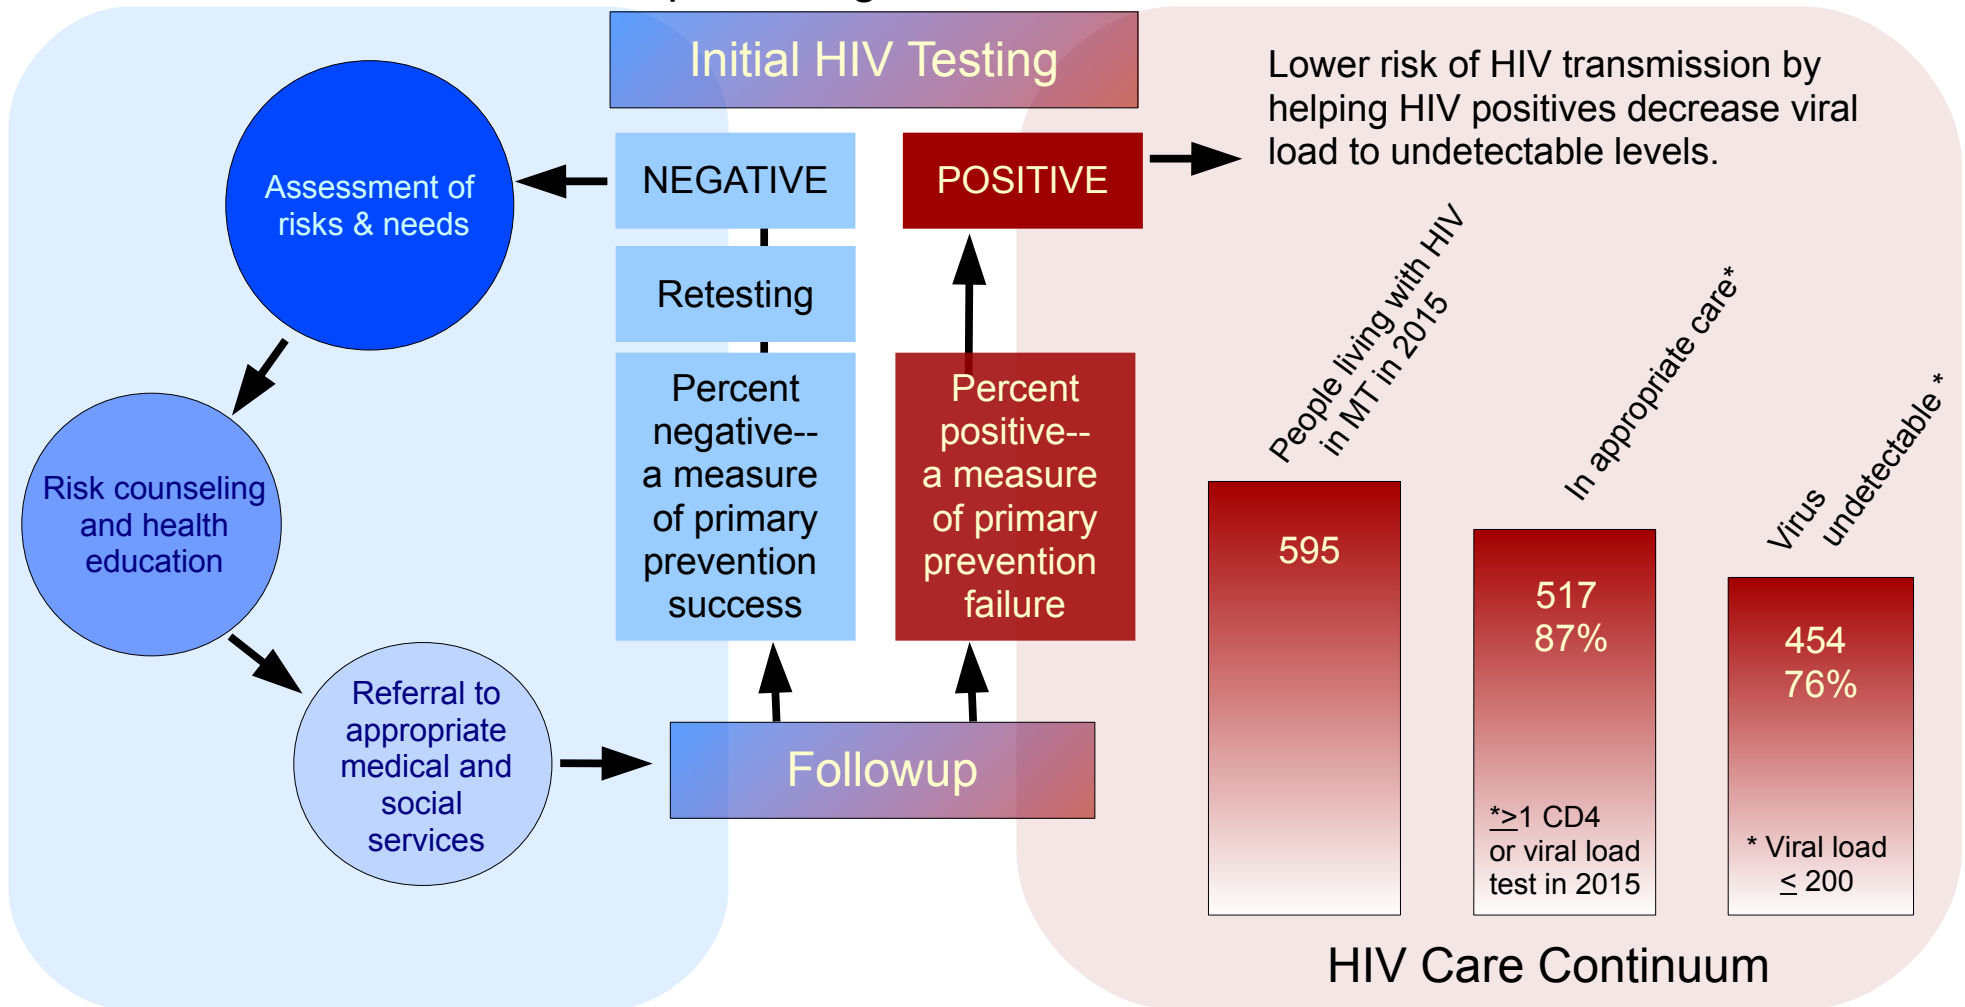 Initial HIV Testing
NEGATIVE
POSITIVE
Lower risk of HIV transmission by
helping HIV positives decrease viral
load to undetectable levels.
Assessment of
risks & needs
Retesting
Percent
negative--
a measure
of primary
prevention
success
Percent
positive--
a measure
of primary
prevention
failure
Risk counseling
and health
education
Referral to
appropriate
medical and
social
services
Followup
People living with HIV
in MT in 2015
In appropriate care*
Virus
undetectable *
595
517
87%
454
76%
*≥1 CD4
or viral load
test in 2015
* Viral load
≤ 200
HIV Care Continuum